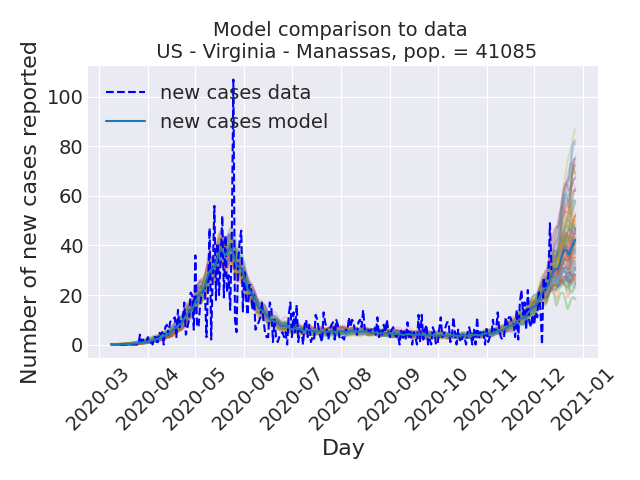 Model comparison to data
US - Virginia - Manassas, pop. = 41085
Number of new cases reported
100
80
60
40
20
0
new cases data
new cases model
2020-03
2020-04
2020-05
2020-06
2020-07
2020-08
2020-09
2020-10
2020-11
2020-12
2021-01
Day